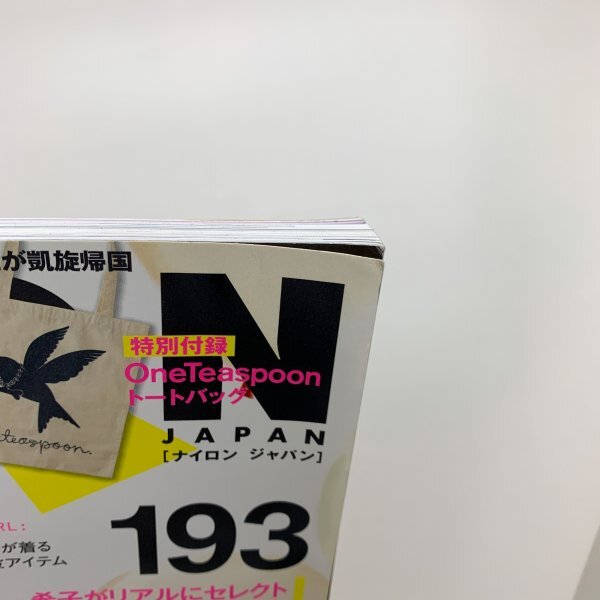 が凱旋帰国
N
特別付録
OneTeaspoon
トートバッグ
teaspoon.
JAPAN
[ナイロン ジャパン]
193
RL:
が着る
アイテム
希子がリアルにセレクト!